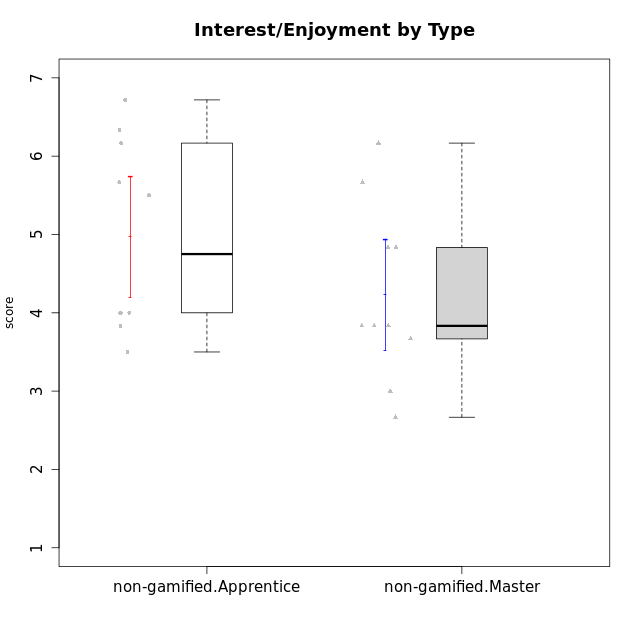 Interest/Enjoyment by Type
7
6
5
4
3
2
1
score
non-gamified.Apprentice
non-gamified.Master